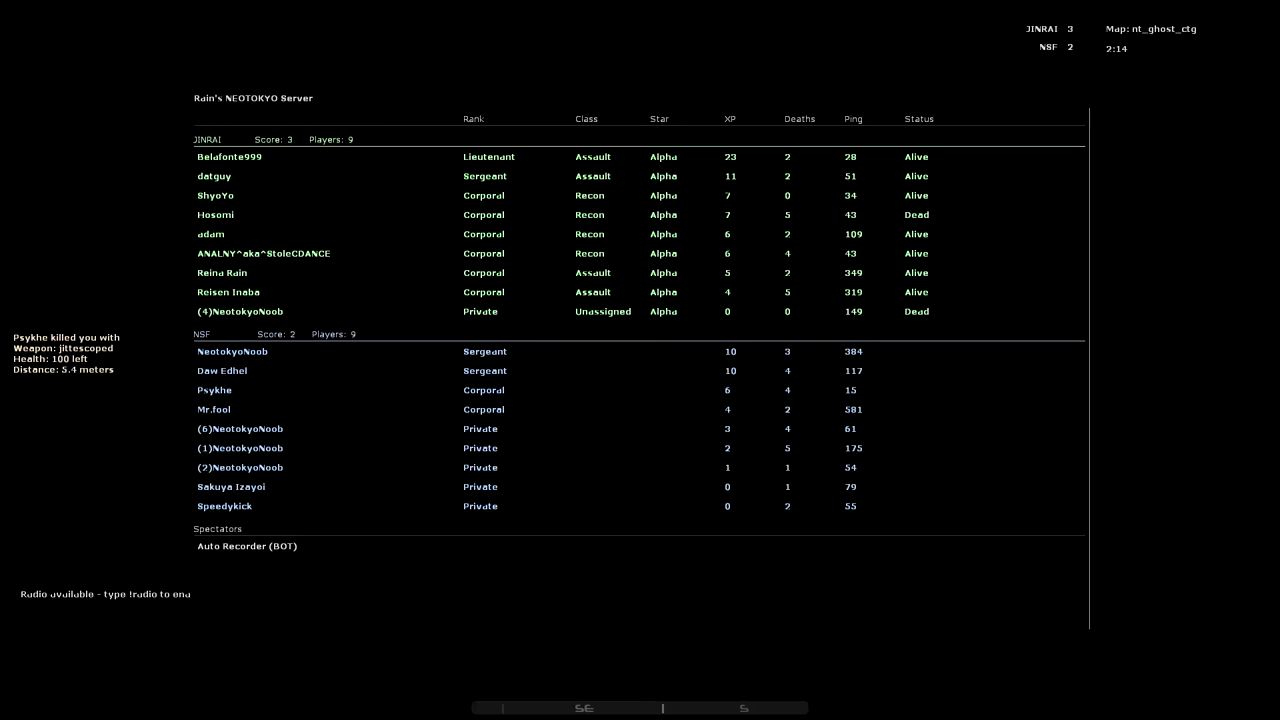 JINRAI 3 Map: nt_ghost_ctg
NSF 2 2:14
Rain's NEOTOKYO Server
Rank Class Star XP Deaths Ping Status
JINRAI Score: 3 Players: 9
Belafonte999 Lieutenant Assault Alpha 23 2 28 Alive
datguy Sergeant Assault Alpha 11 2 51 Alive
ShyoYo Corporal Recon Alpha 7 0 34 Alive
Hosomi Corporal Recon Alpha 7 5 43 Dead
adam Corporal Recon Alpha 6 2 109 Alive
ANALNY^aka^StoleCDANCE Corporal Recon Alpha 6 4 43 Alive
Reina Rain Corporal Assault Alpha 5 2 349 Alive
Reisen Inaba Corporal Assault Alpha 4 5 319 Alive
(4)NeotokyoNoob Private Unassigned Alpha 0 0 149 Dead
NSF Score: 2 Players: 9
NeotokyoNoob Sergeant 10 3 384
Daw Edhel Sergeant 10 4 117
Psykhe Corporal 6 4 15
Mr.fool Corporal 4 2 581
(6)NeotokyoNoob Private 3 4 61
(1)NeotokyoNoob Private 2 5 175
(2)NeotokyoNoob Private 1 1 54
Sakuya Izayoi Private 0 1 79
Speedykick Private 0 2 55
Spectators
Auto Recorder (BOT)
Psykhe killed you with
Weapon: jittescoped
Health: 100 left
Distance: 5.4 meters
Radio available - type !radio to ena
SE S